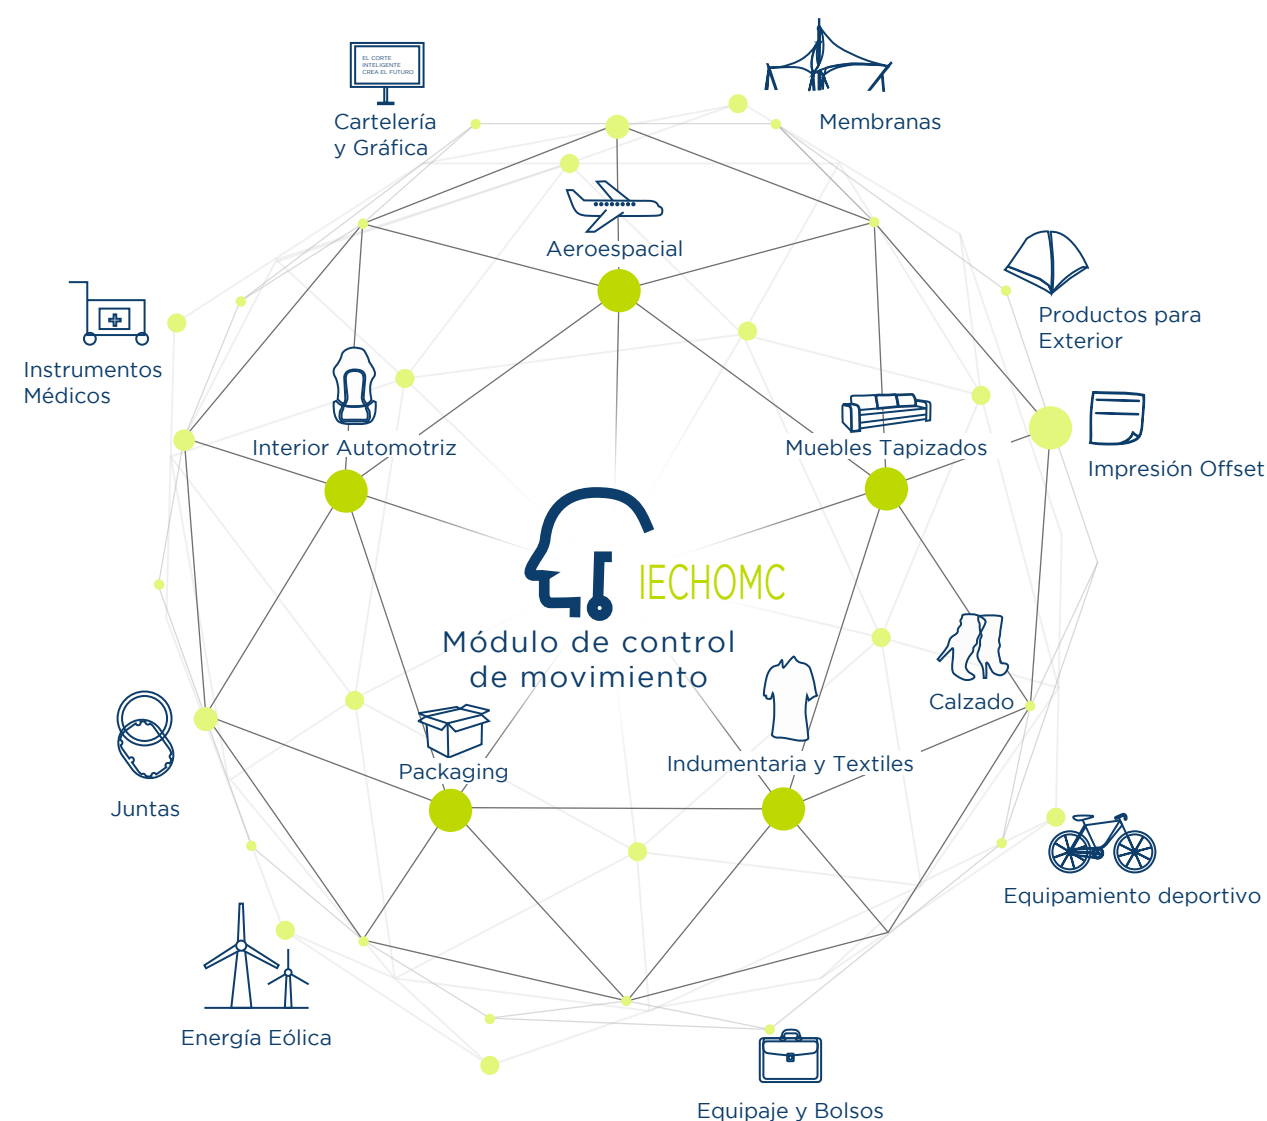 EL CORTE
INTELIGENTE
CREA EL FUTURO
Cartelería
y Gráfica
Membranas
Aeroespacial
Productos para
Exterior
Instrumentos
Médicos
Interior Automotriz
Muebles Tapizados
Impresión Offset
IECHOMC
Módulo de control
de movimiento
Calzado
Packaging
Indumentaria y Textiles
Juntas
Equipamiento deportivo
Energía Eólica
Equipaje y Bolsos